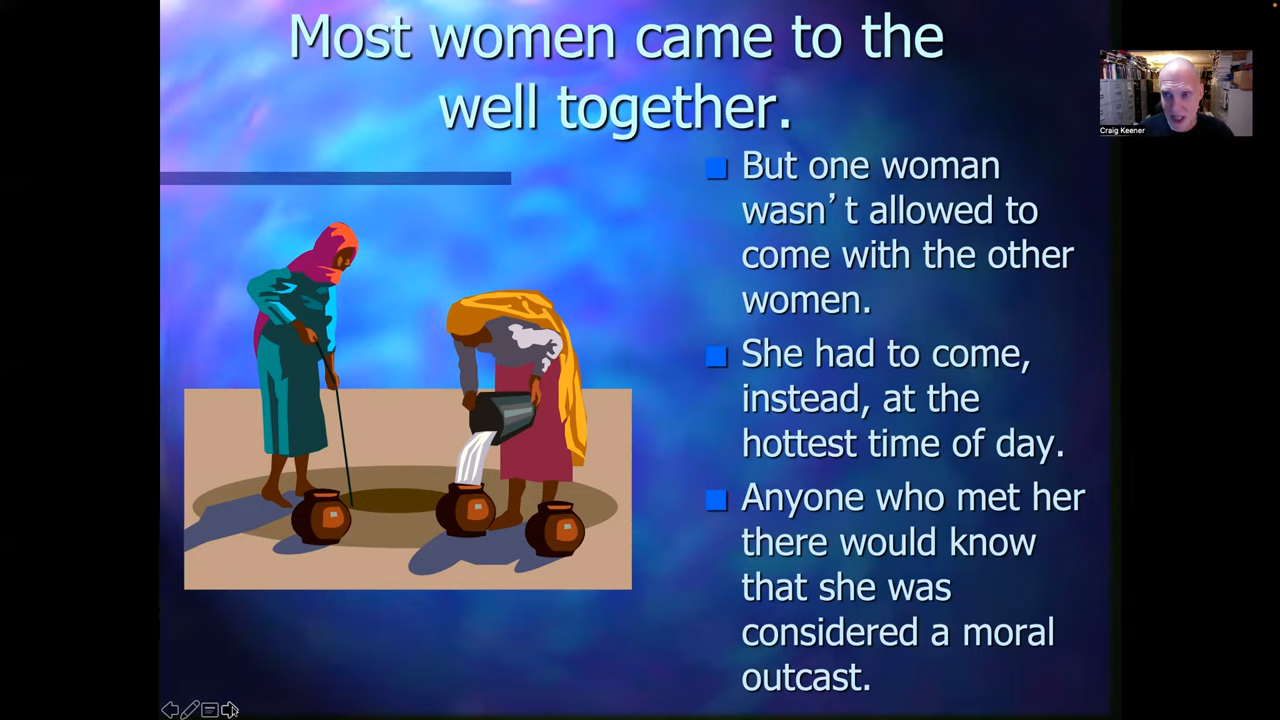 Most women came to the
well together.
But one woman
wasn’t allowed to
come with the other
women.
She had to come,
instead, at the
hottest time of day.
Anyone who met her
there would know
that she was
considered a moral
outcast.
Craig Keener